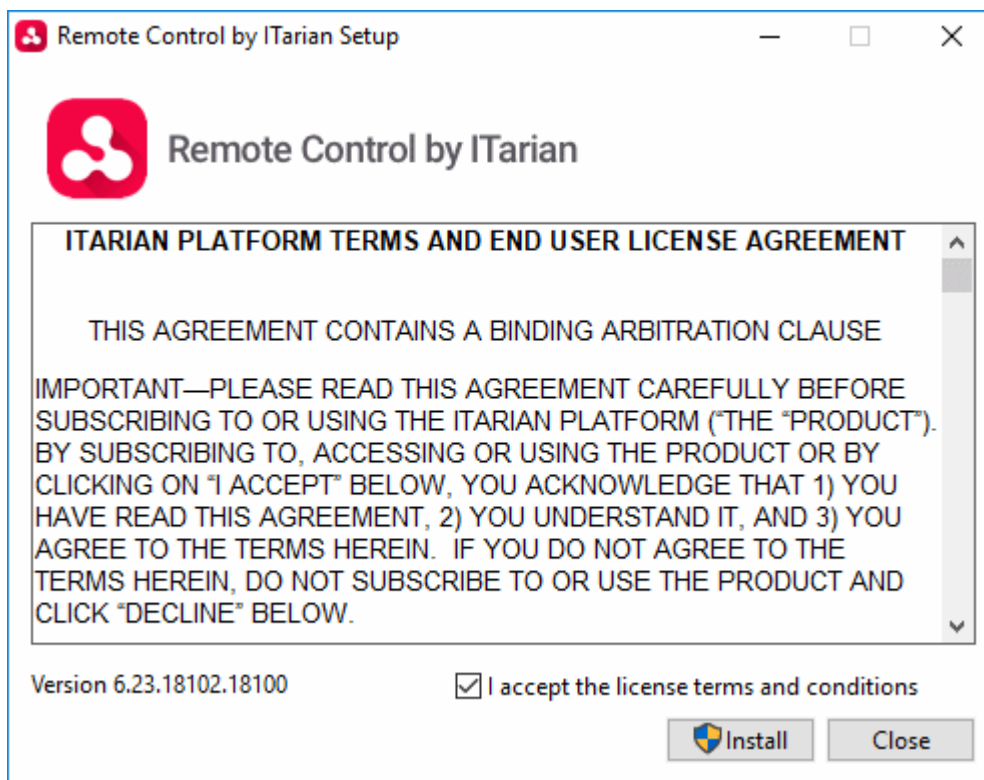 Remote Control by ITarian Setup
Remote Control by ITarian
ITARIAN PLATFORM TERMS AND END USER LICENSE AGREEMENT
THIS AGREEMENT CONTAINS A BINDING ARBITRATION CLAUSE
IMPORTANT—PLEASE READ THIS AGREEMENT CAREFULLY BEFORE
SUBSCRIBING TO OR USING THE ITARIAN PLATFORM (“THE “PRODUCT”).
BY SUBSCRIBING TO, ACCESSING OR USING THE PRODUCT OR BY
CLICKING ON “I ACCEPT” BELOW, YOU ACKNOWLEDGE THAT 1) YOU
HAVE READ THIS AGREEMENT, 2) YOU UNDERSTAND IT, AND 3) YOU
AGREE TO THE TERMS HEREIN.  IF YOU DO NOT AGREE TO THE
TERMS HEREIN, DO NOT SUBSCRIBE TO OR USE THE PRODUCT AND
CLICK “DECLINE” BELOW.
Version 6.23.18102.18100
I accept the license terms and conditions
Install
Close